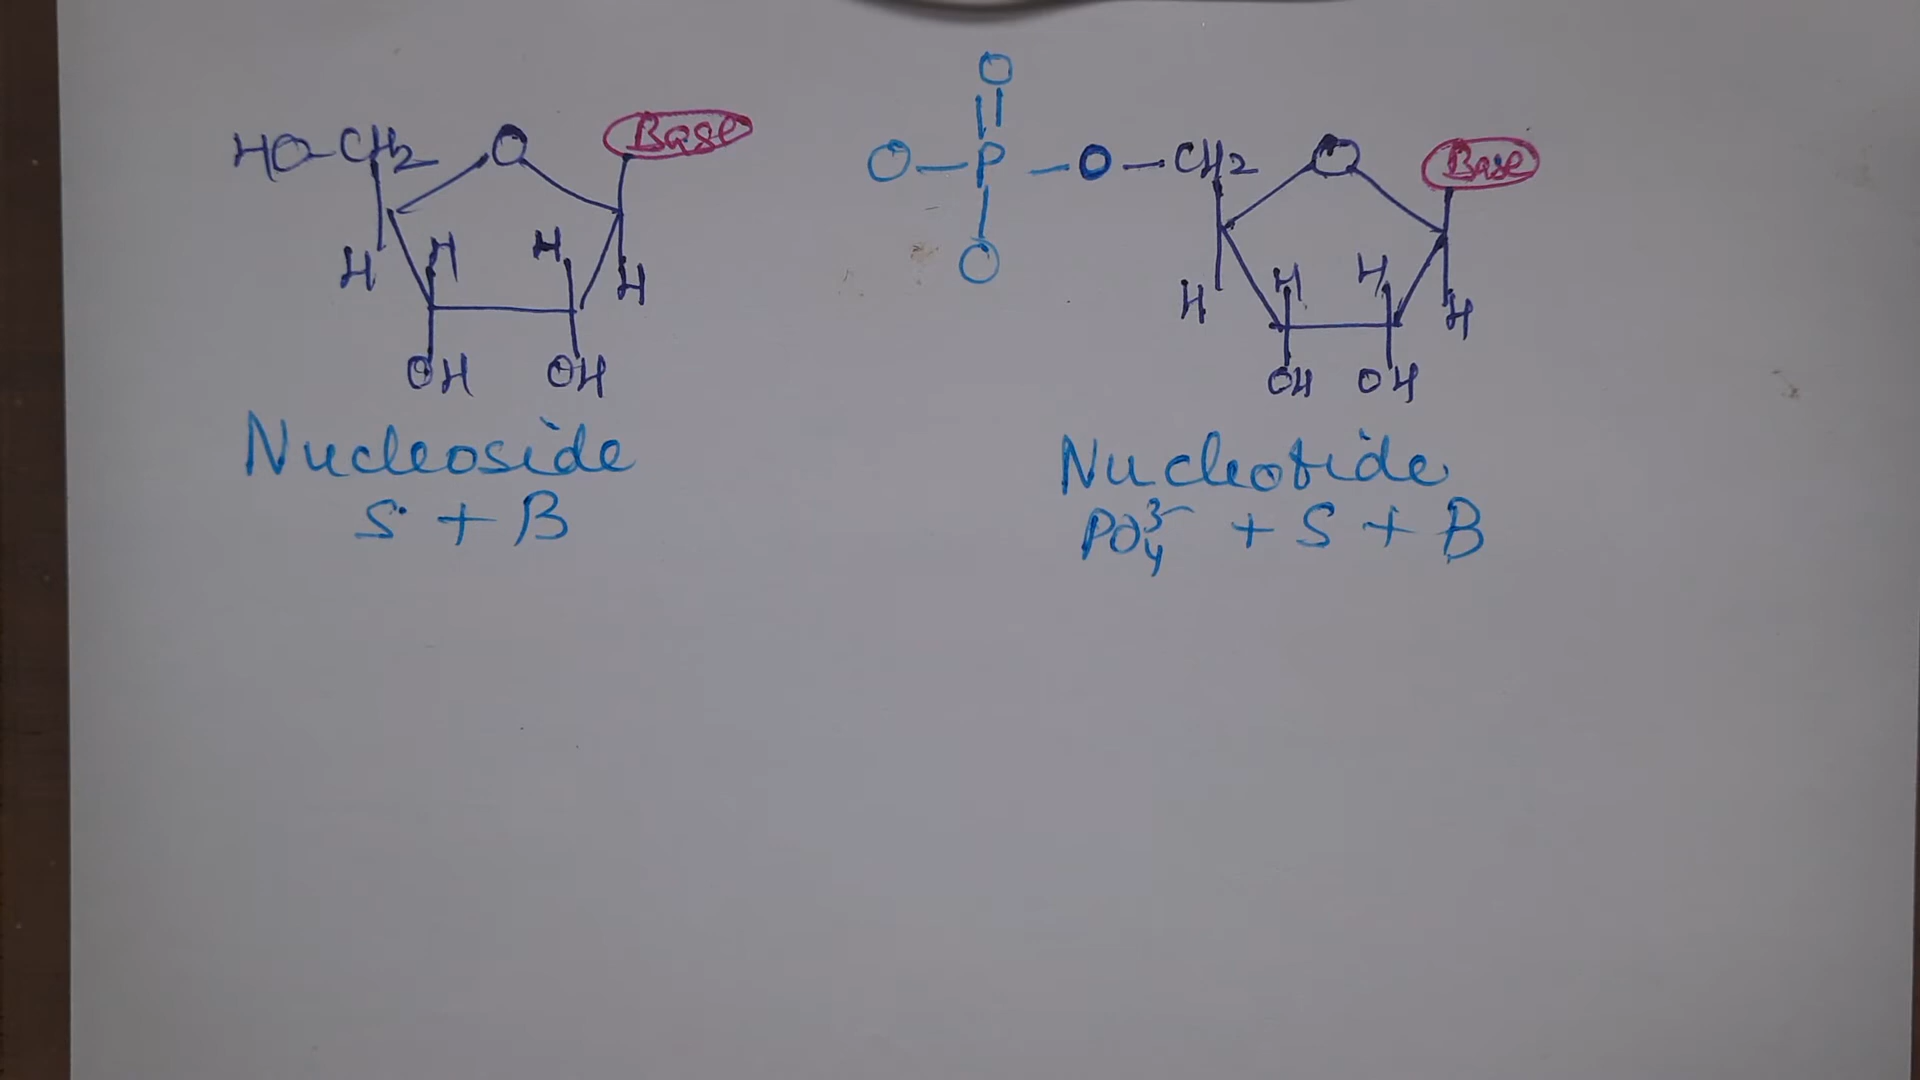 O
HO-CH2 O Base
O-P-O-CH2 O Base
H H H H
O
H H H H
OH OH
OH OH
Nucleoside
Nucleotide
S + B
PO4^3- + S + B